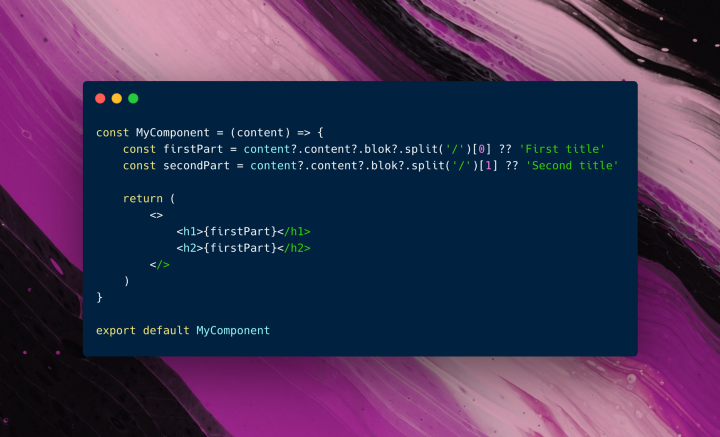 const MyComponent = (content) => {
    const firstPart = content?.content?.blok?.split('/')[0] ?? 'First title'
    const secondPart = content?.content?.blok?.split('/')[1] ?? 'Second title'

    return (
        <>
            <h1>{firstPart}</h1>
            <h2>{firstPart}</h2>
        </>
    )
}

export default MyComponent